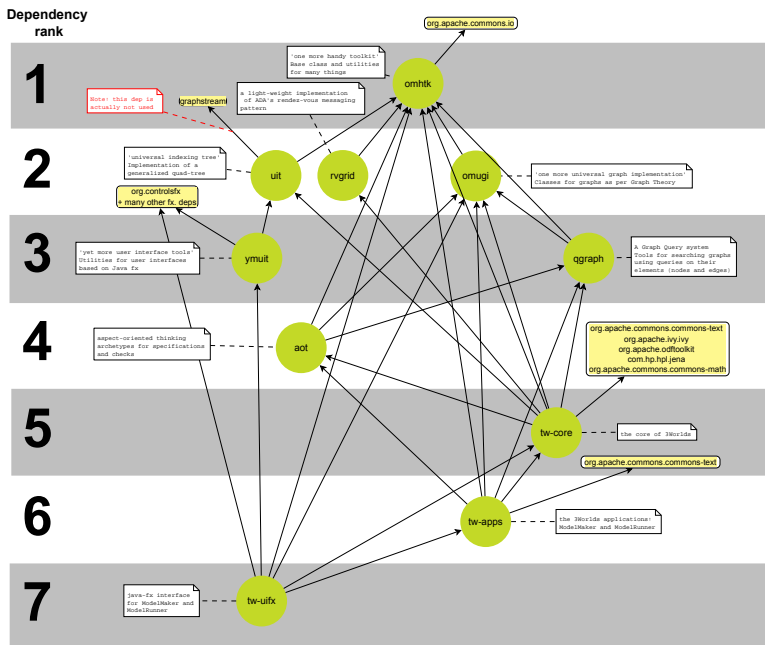 Dependency
rank
org.apache.commons.io
1
'one more handy toolkit'
Base class and utilities
for many things
omhtk
a light-weight implementation
of ADA's rendez-vous messaging
pattern
graphstream
Note: this dep is
actually not used
2
'universal indexing tree'
Implementation of a
generalized quad-tree
uit
rvgrid
omugi
'one more universal graph implementation'
Classes for graphs as per Graph Theory
org.controlsfx
+ many other fx. deps
3
'yet more user interface tools'
Utilities for user interfaces
based on Java fx
ymuit
qgraph
A Graph Query system
Tools for searching graphs
using queries on their
elements (nodes and edges)
4
aspect-oriented thinking
archetypes for specifications
and checks
aot
org.apache.commons.commons-text
org.apache.ivy.ivy
org.apache.odftoolkit
com.hp.hpl.jena
org.apache.commons.commons-math
5
tw-core
the core of 3Worlds
org.apache.commons.commons-text
6
tw-apps
the 3Worlds applications:
ModelMaker and ModelRunner
7
java-fx interface
for ModelMaker and
ModelRunner
tw-uifx